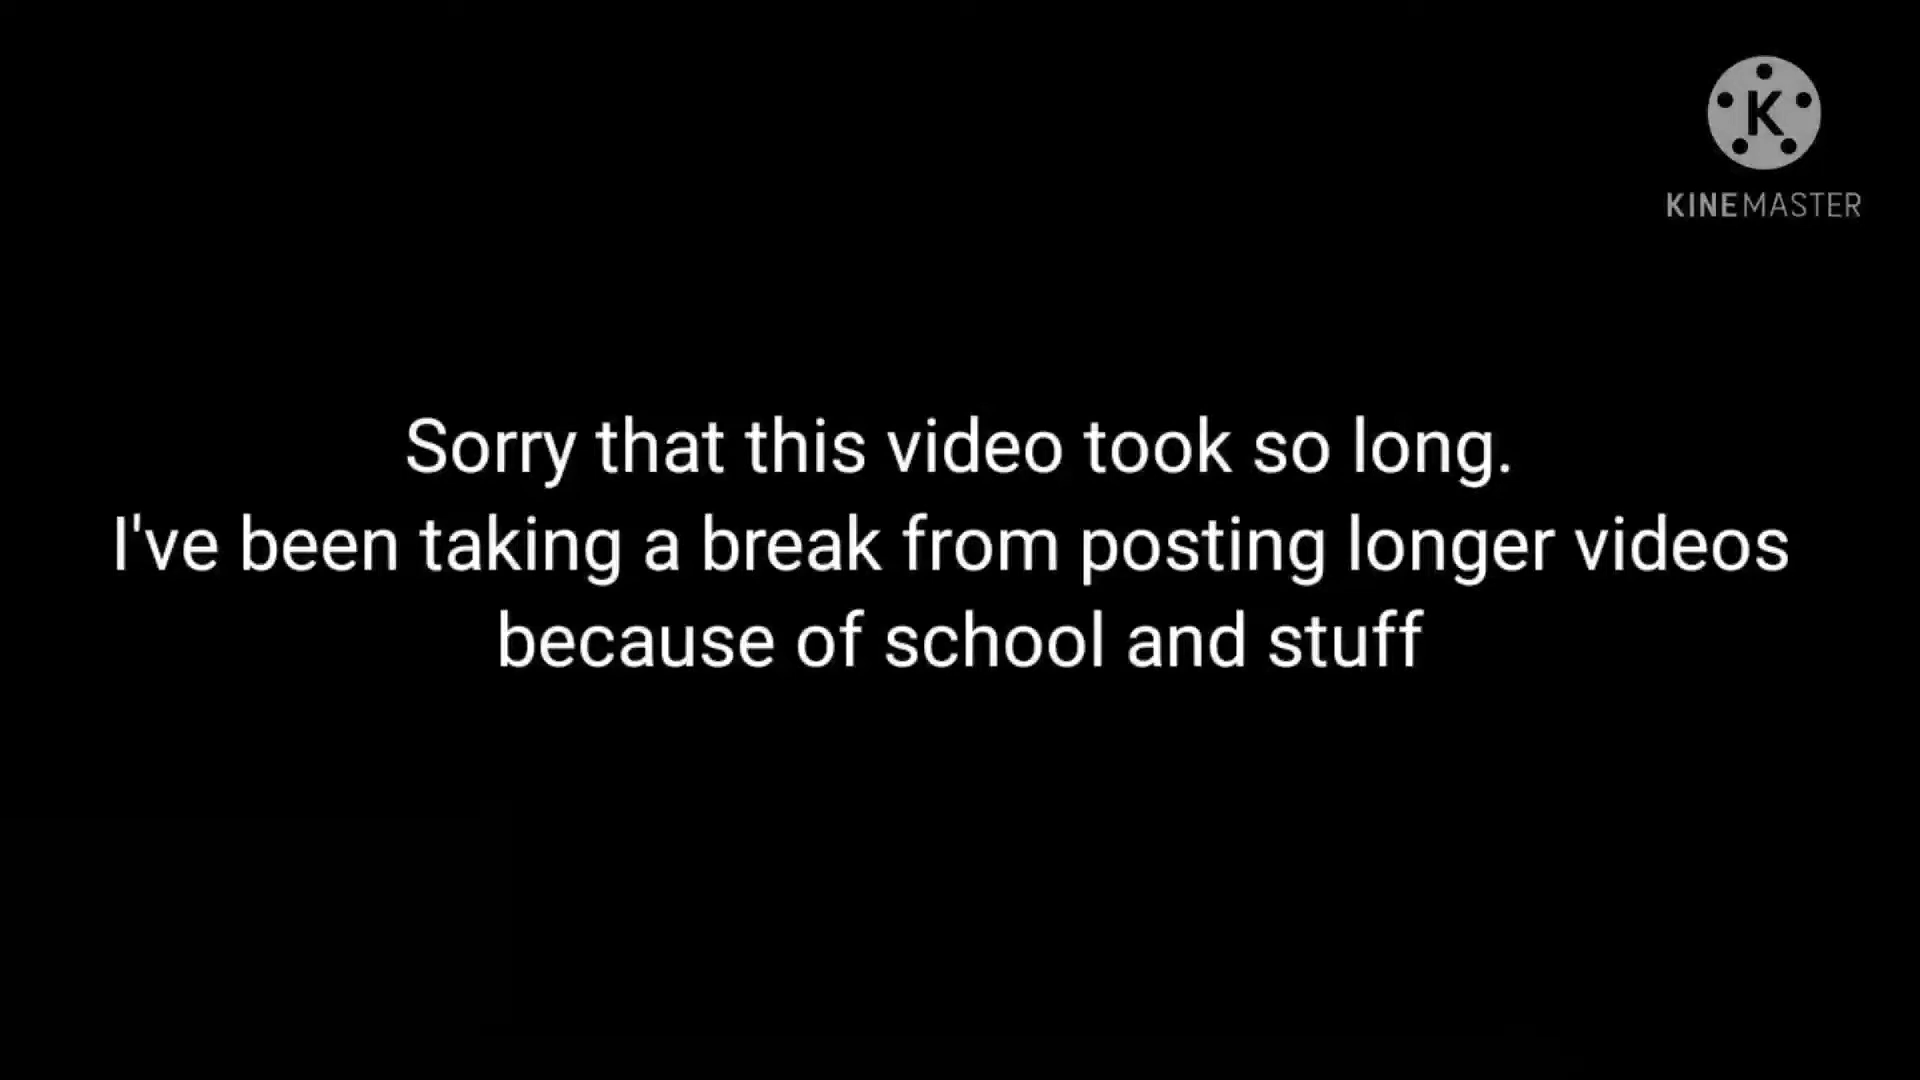 K
KINEMASTER
Sorry that this video took so long.
I've been taking a break from posting longer videos
because of school and stuff